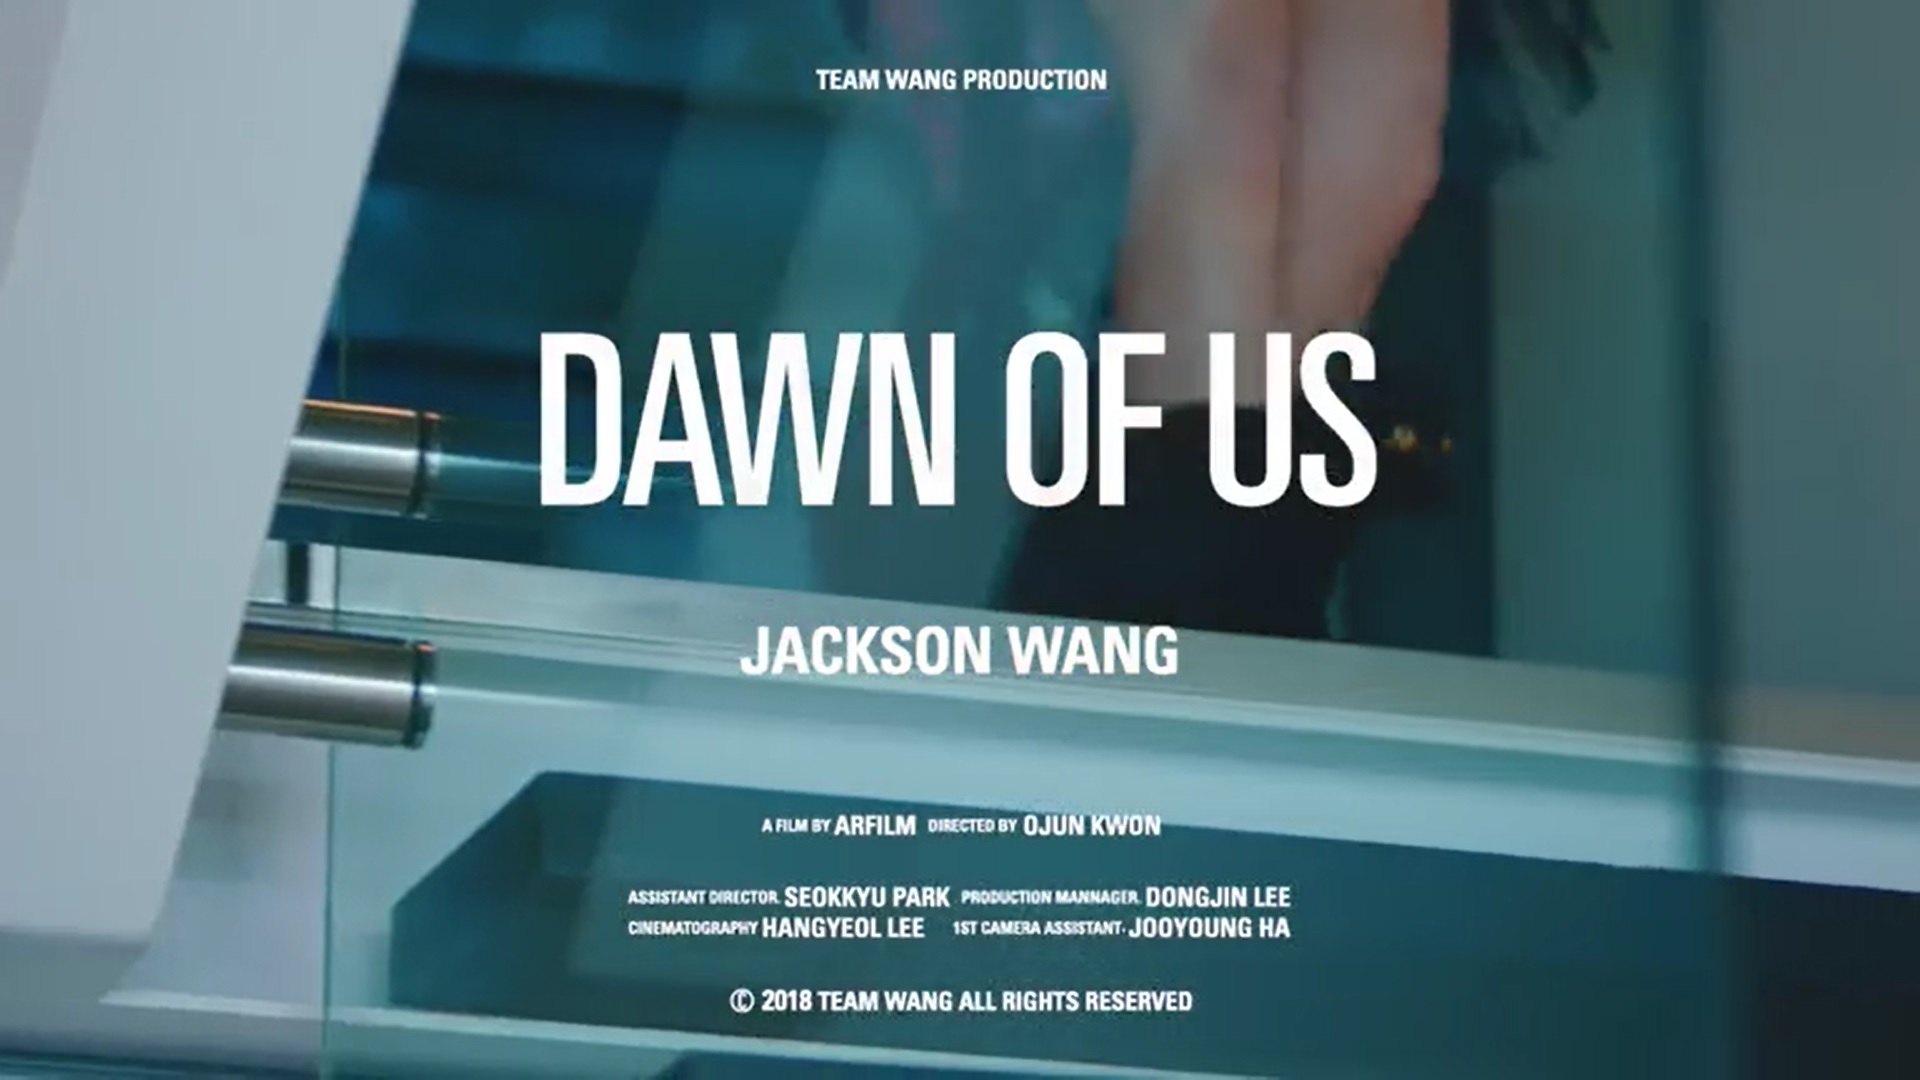 TEAM WANG PRODUCTION
DAWN OF US
JACKSON WANG
A FILM BY ARFILM DIRECTED BY OJUN KWON
ASSISTANT DIRECTOR. SEOKKYU PARK PRODUCTION MANNAGER. DONGJIN LEE
CINEMATOGRAPHY HANGYEOL LEE 1ST CAMERA ASSISTANT. JOOYOUNG HA
© 2018 TEAM WANG ALL RIGHTS RESERVED